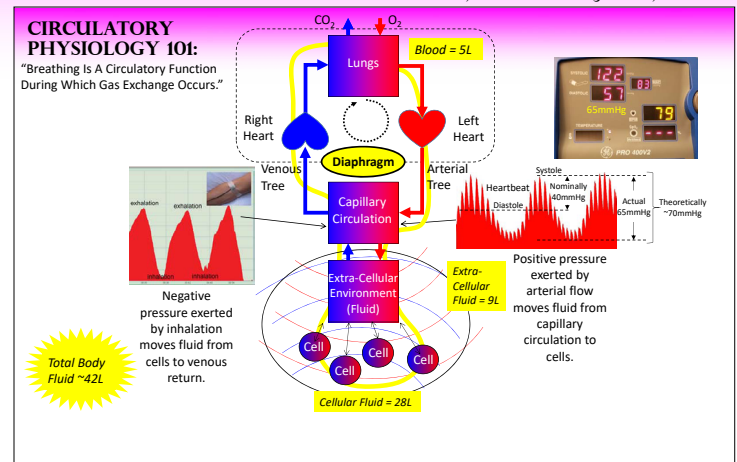 CIRCULATORY
PHYSIOLOGY 101:
“Breathing Is A Circulatory Function
During Which Gas Exchange Occurs.”
CO2
O2
Blood = 5L
Lungs
Right
Heart
Left
Heart
Diaphragm
Venous
Tree
Arterial
Tree
Capillary
Circulation
122
57
83
65mmHg
79
PRO 400V2
exhalation
exhalation
inhalation
inhalation
Systole
Heartbeat
Nominally
40mmHg
Diastole
Actual
65mmHg
Theoretically
~70mmHg
Negative
pressure exerted
by inhalation
moves fluid from
cells to venous
return.
Extra-Cellular
Environment
(Fluid)
Extra-
Cellular
Fluid = 9L
Positive pressure
exerted by
arterial flow
moves fluid from
capillary
circulation to
cells.
Cell
Cell
Cell
Cell
Total Body
Fluid ~42L
Cellular Fluid = 28L